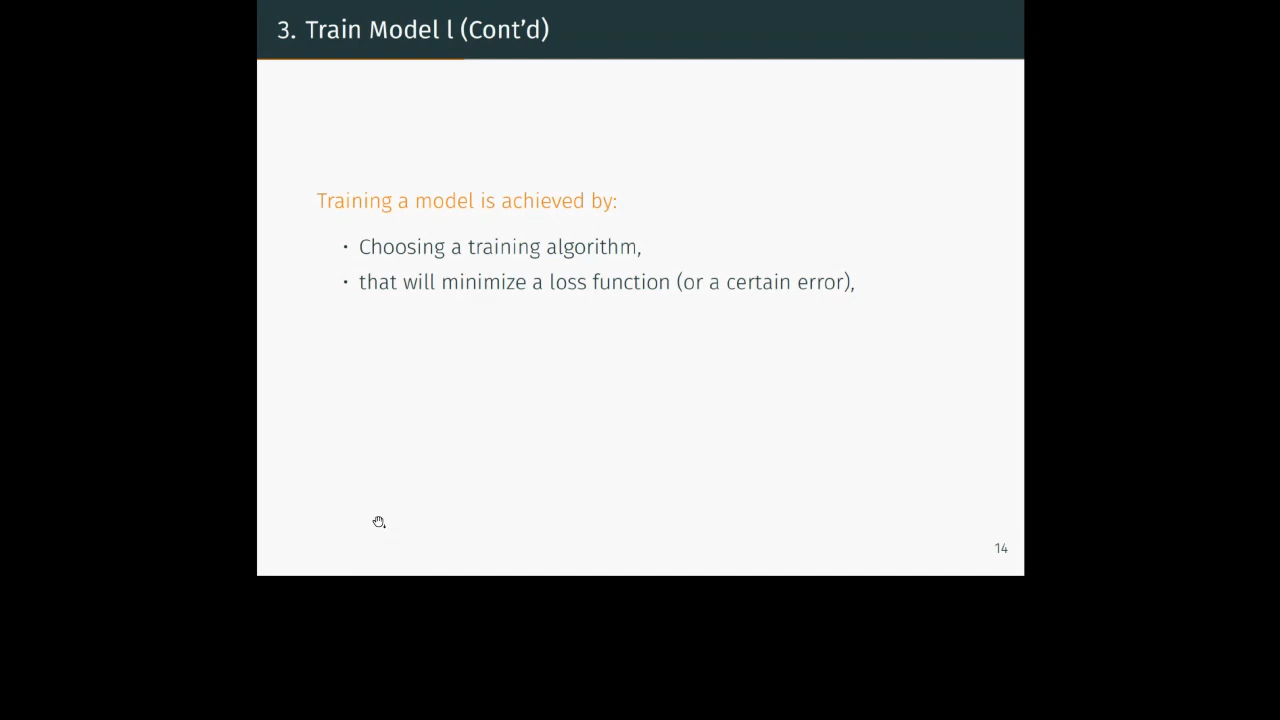 3. Train Model l (Cont’d)
Training a model is achieved by:
• Choosing a training algorithm,
• that will minimize a loss function (or a certain error),
14